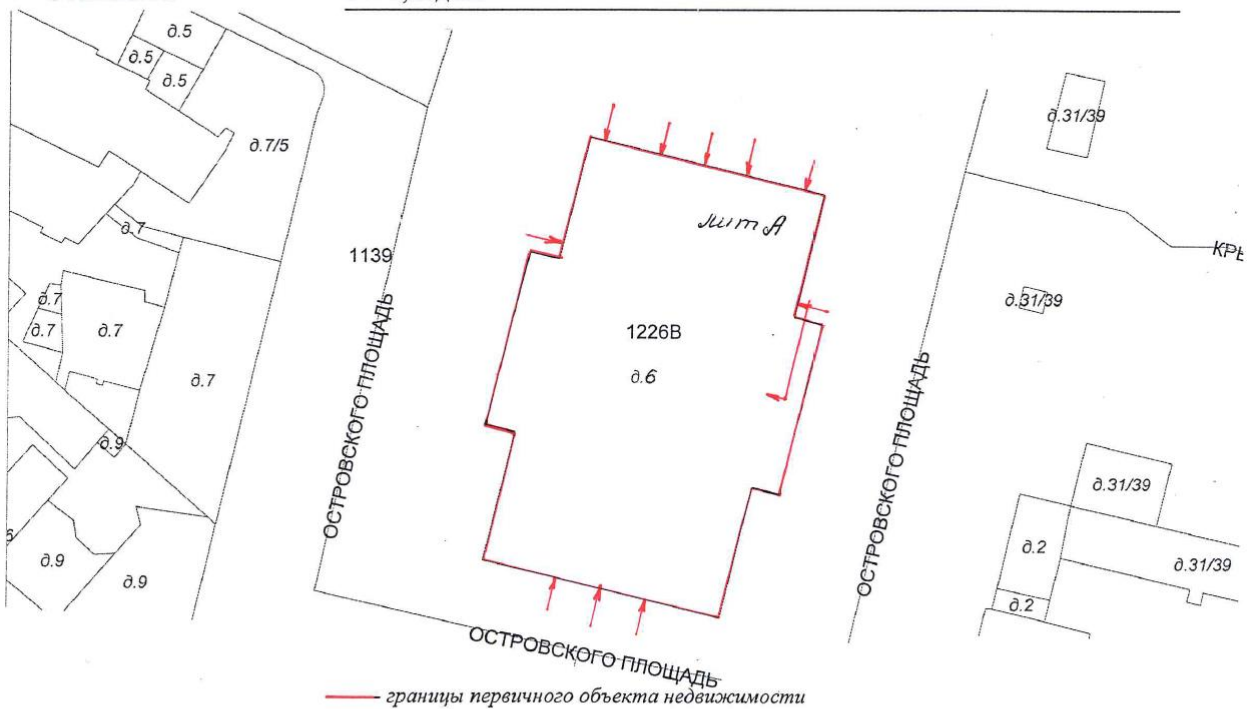 д.5
д.5
д.5
д.7/5
д.7
1139
д.7
д.7
д.7
д.7
д.9
д.9
д.9
ОСТРОВСКОГО ПЛОЩАДЬ
лит А
1226В
д.6
ОСТРОВСКОГО ПЛОЩАДЬ
д.31/39
д.31/39
д.31/39
д.31/39
д.2
д.2
ОСТРОВСКОГО ПЛОЩАДЬ
границы первичного объекта недвижимости